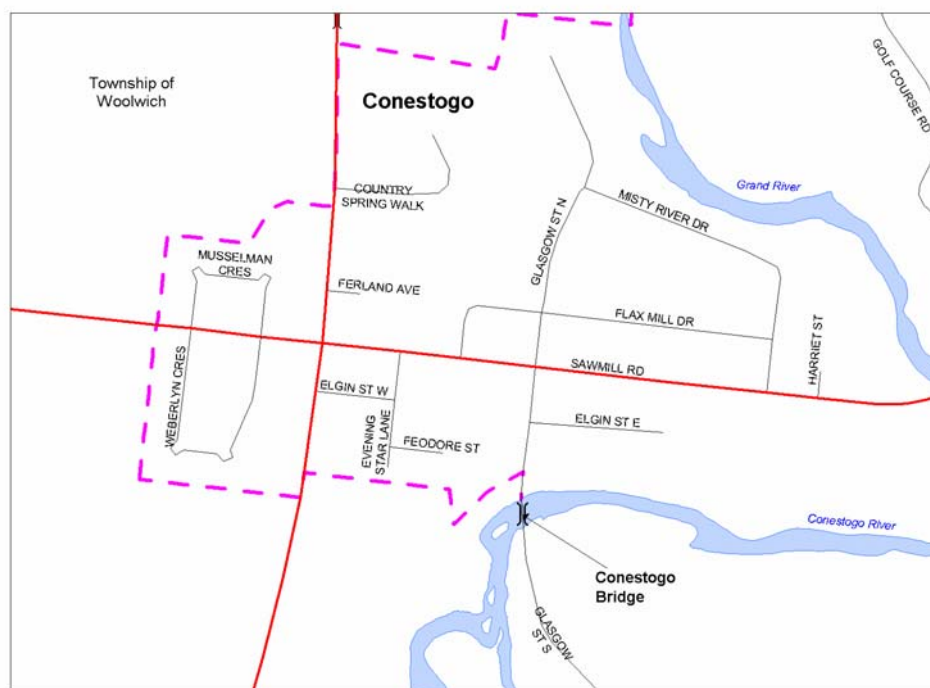 GOLF COURSE RD
Township of
Woolwich
Conestogo
Grand River
COUNTRY
SPRING WALK
MISTY RIVER DR
GLASGOW ST N
MUSSELMAN
CRES
FERLAND AVE
FLAX MILL DR
HARRIET ST
SAWMILL RD
WEBERLYN CRES
ELGIN ST W
EVENING
STAR LANE
FEODORE ST
ELGIN ST E
Conestogo River
Conestogo
Bridge
GLASGOW
ST S